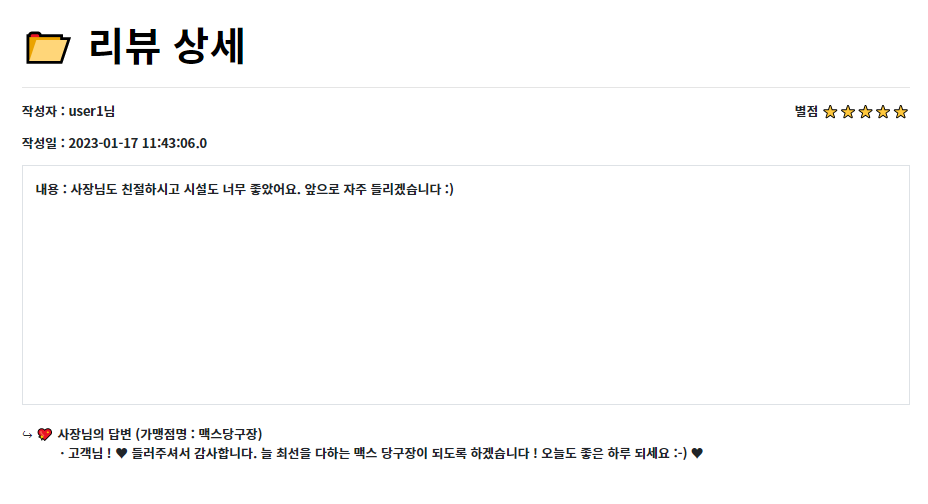 리뷰 상세
작성자 : user1님 별점
작성일 : 2023-01-17 11:43:06.0
내용 : 사장님도 친절하시고 시설도 너무 좋았어요. 앞으로 자주 들리겠습니다 :)
↪ 💝 사장님의 답변 (가맹점명 : 맥스당구장)
· 고객님 ! ♥ 들러주셔서 감사합니다. 늘 최선을 다하는 맥스 당구장이 되도록 하겠습니다 ! 오늘도 좋은 하루 되세요 :-) ♥